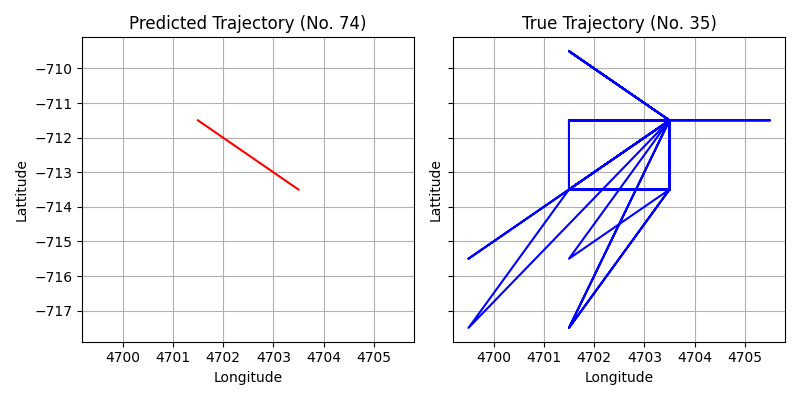 Predicted Trajectory (No. 74)
Lattitude
−710
−711
−712
−713
−714
−715
−716
−717
4700 4701 4702 4703 4704 4705
Longitude
True Trajectory (No. 35)
Lattitude
4700 4701 4702 4703 4704 4705
Longitude